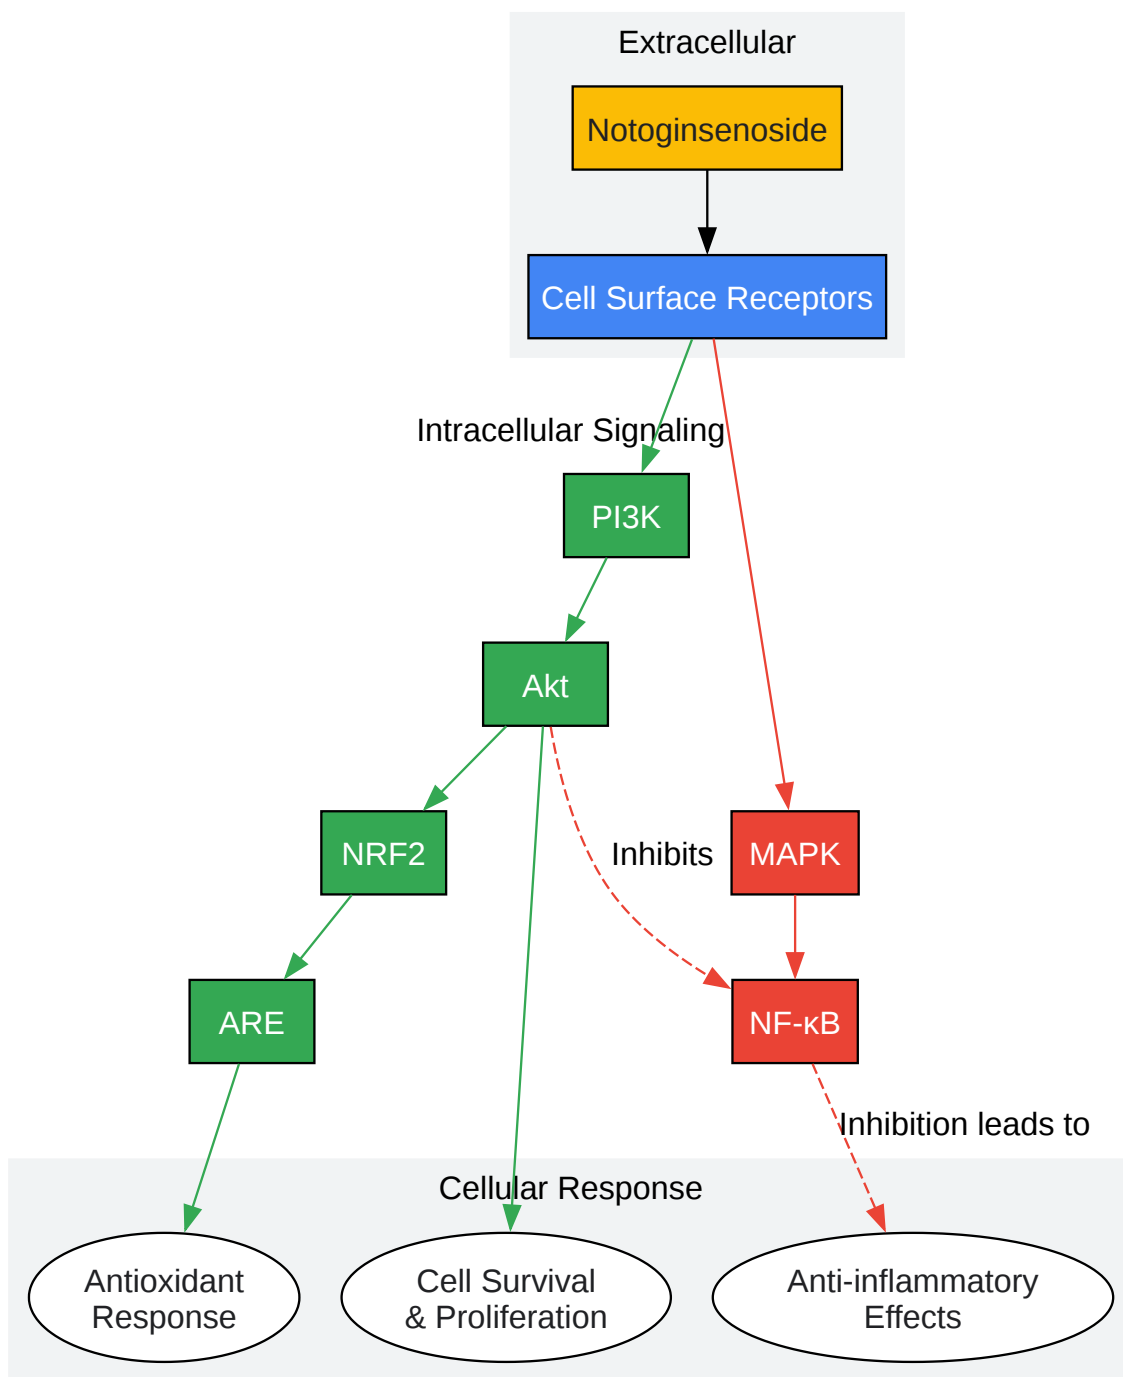 Extracellular
Notoginsenoside
Cell Surface Receptors
Intracellular Signaling
PI3K
Akt
NRF2
Inhibits
MAPK
ARE
NF-κB
Inhibition leads to
Cellular Response
Antioxidant
Response
Cell Survival
& Proliferation
Anti-inflammatory
Effects